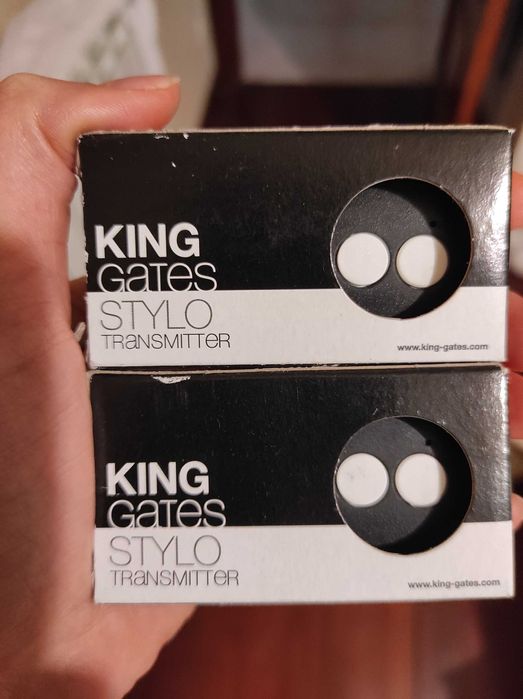 KING
GATES
STYLO
TRANSMITTER
www.king-gates.com
KING
GATES
STYLO
TRANSMITTER
www.king-gates.com